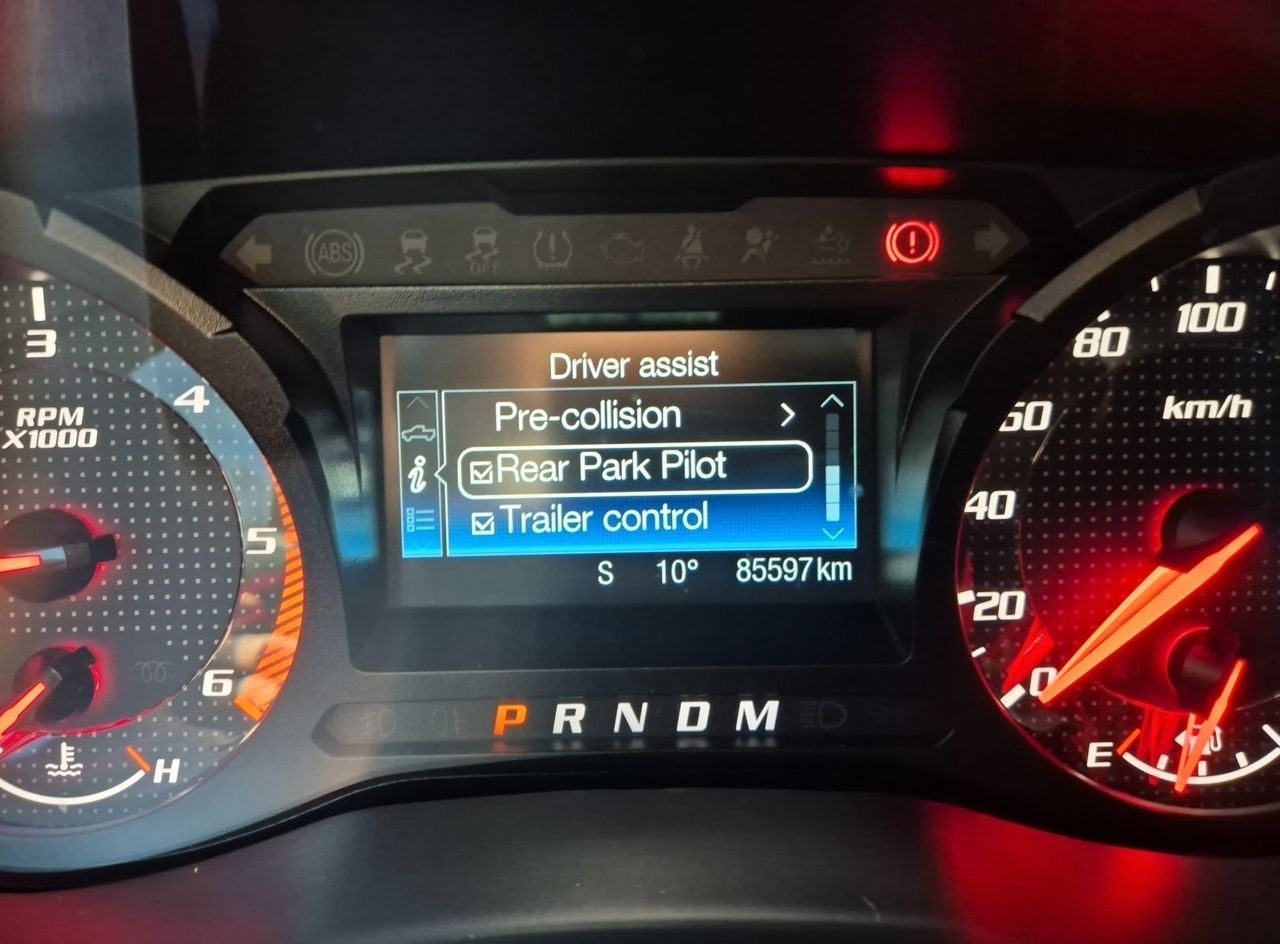 ABS
OFF
3
4
5
6
RPM
X1000
H
Driver assist
Pre-collision
Rear Park Pilot
Trailer control
S 10° 85597 km
P R N D M
100
80
60
40
20
0
km/h
E